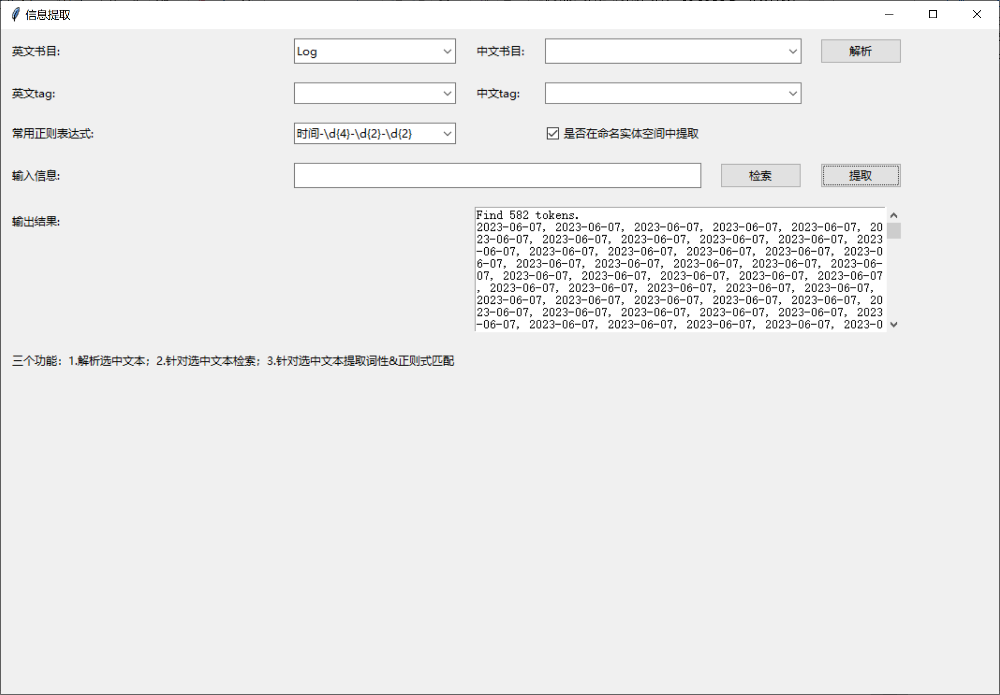 信息提取
英文书目: Log 中文书目: 解析
英文tag: 中文tag:
常用正则表达式: 时间-\d{4}-\d{2}-\d{2} 是否在命名实体空间中提取
输入信息: 检索 提取
输出结果:
Find 582 tokens.
2023-06-07, 2023-06-07, 2023-06-07, 2023-06-07, 2023-06-07, 20
23-06-07, 2023-06-07, 2023-06-07, 2023-06-07, 2023-06-07, 2023
-06-07, 2023-06-07, 2023-06-07, 2023-06-07, 2023-06-07, 2023-0
6-07, 2023-06-07, 2023-06-07, 2023-06-07, 2023-06-07, 2023-06-
07, 2023-06-07, 2023-06-07, 2023-06-07, 2023-06-07, 2023-06-07
, 2023-06-07, 2023-06-07, 2023-06-07, 2023-06-07, 2023-06-07,
2023-06-07, 2023-06-07, 2023-06-07, 2023-06-07, 2023-06-07, 20
23-06-07, 2023-06-07, 2023-06-07, 2023-06-07, 2023-06-07, 2023
-06-07, 2023-06-07, 2023-06-07, 2023-06-07, 2023-06-07, 2023-0
三个功能：1.解析选中文本；2.针对选中文本检索；3.针对选中文本提取词性&正则式匹配